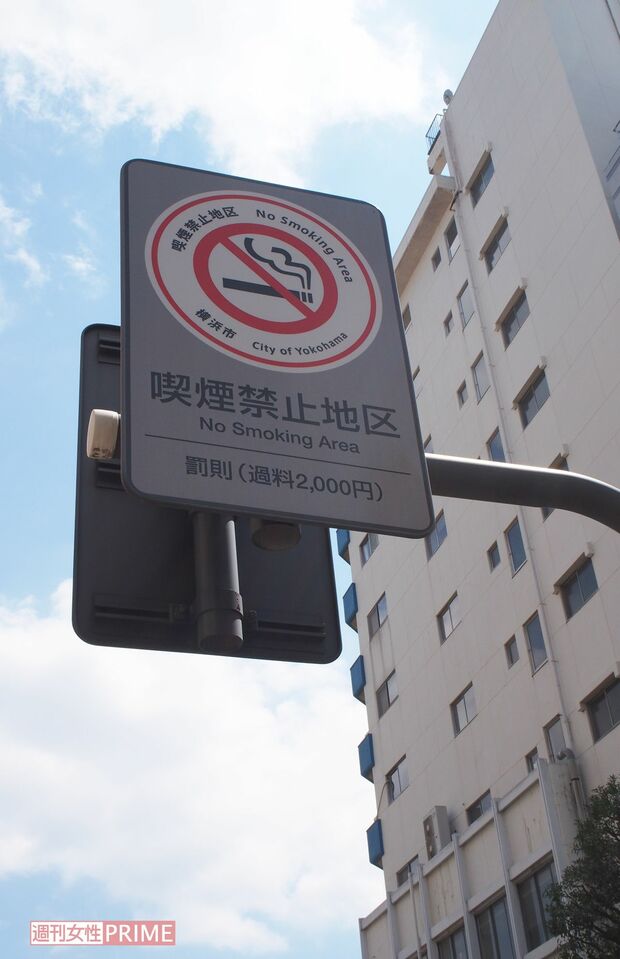 喫煙禁止地区 No Smoking Area
横浜市 City of Yokohama
喫煙禁止地区
No Smoking Area
罰則(過料2,000円)
週刊女性PRIME